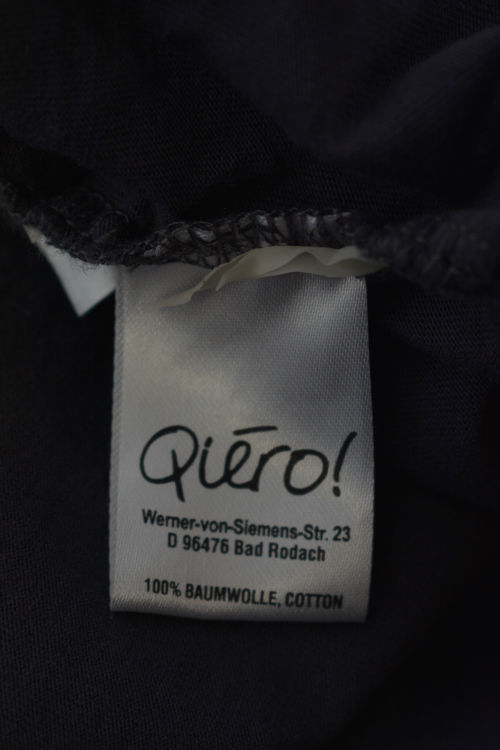 Qiéro!
Werner-von-Siemens-Str. 23
D 96476 Bad Rodach
100% BAUMWOLLE, COTTON